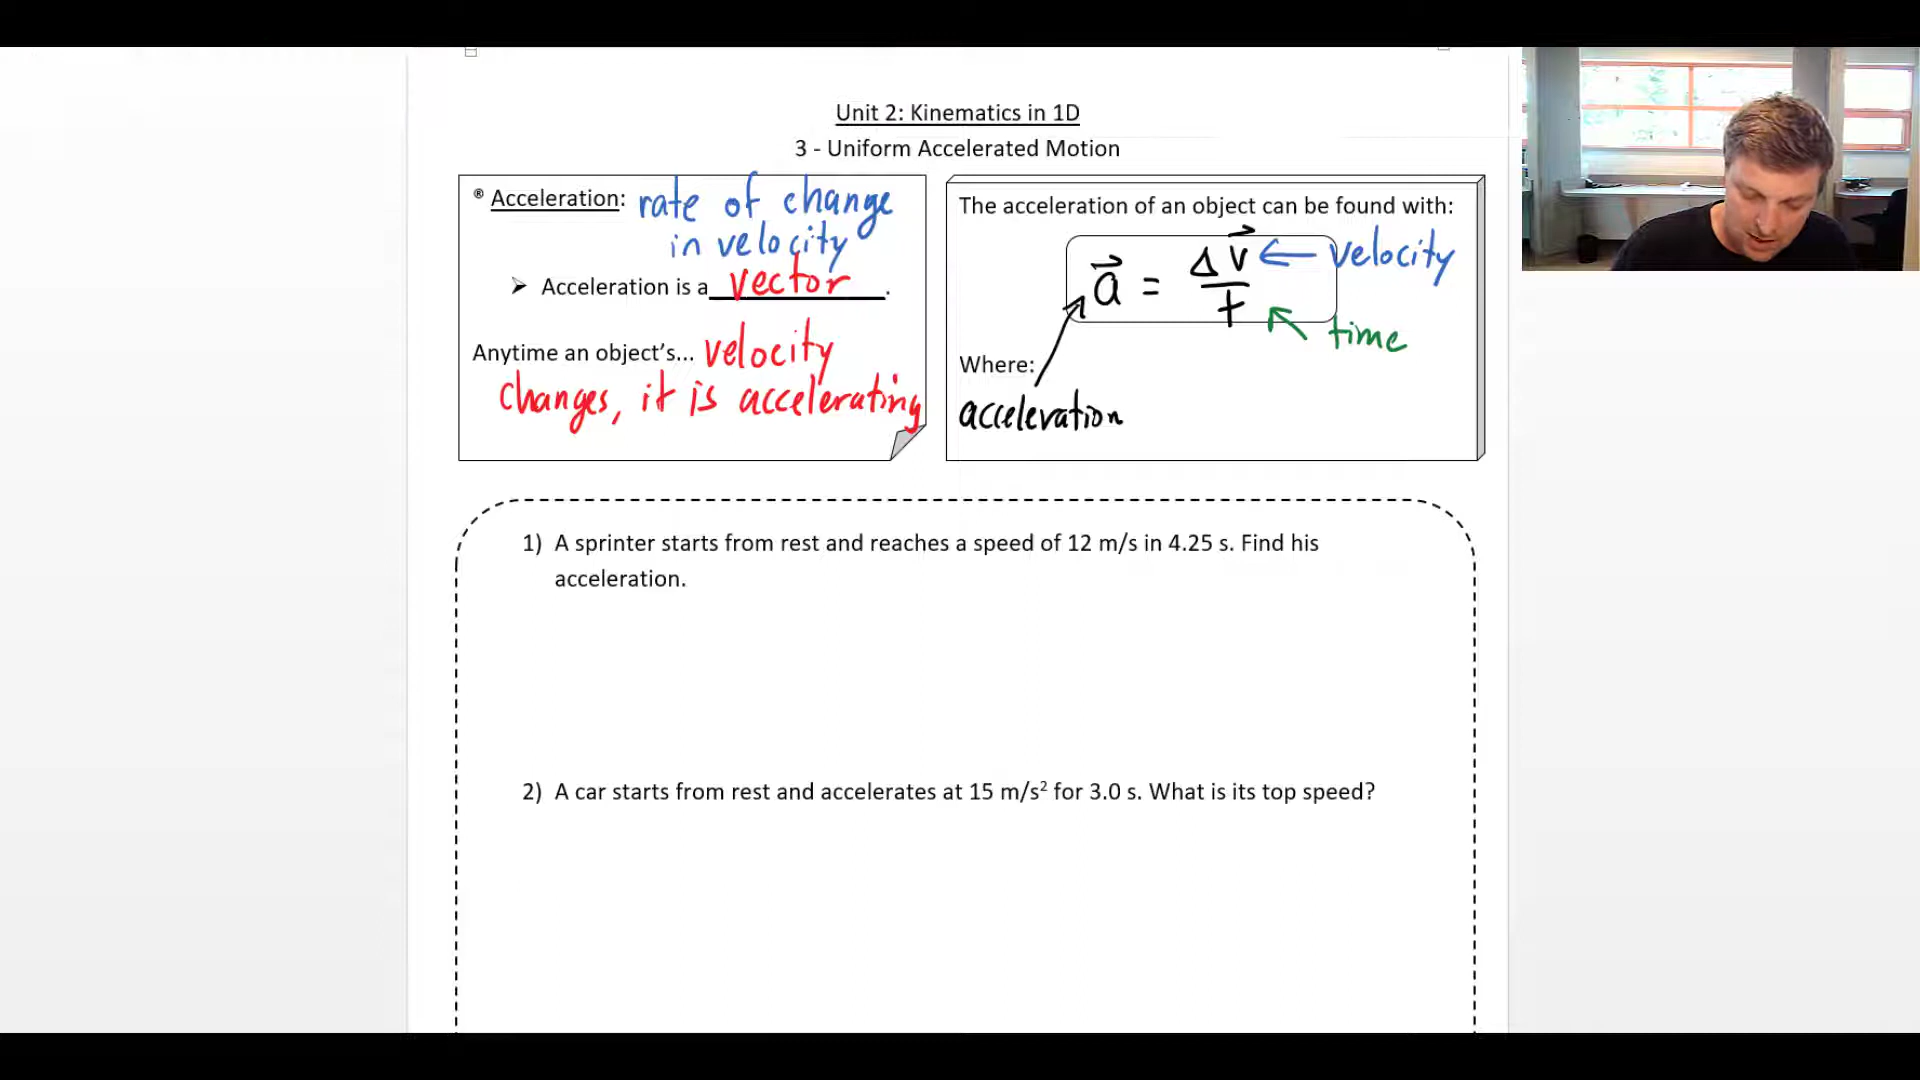 Unit 2: Kinematics in 1D
3 - Uniform Accelerated Motion
® Acceleration: rate of change
in velocity
➢ Acceleration is a vector.
Anytime an object's... velocity
changes, it is accelerating
The acceleration of an object can be found with:
a⃗ = Δv⃗ / t ← velocity
time
Where:
acceleration
1) A sprinter starts from rest and reaches a speed of 12 m/s in 4.25 s. Find his
acceleration.
2) A car starts from rest and accelerates at 15 m/s² for 3.0 s. What is its top speed?